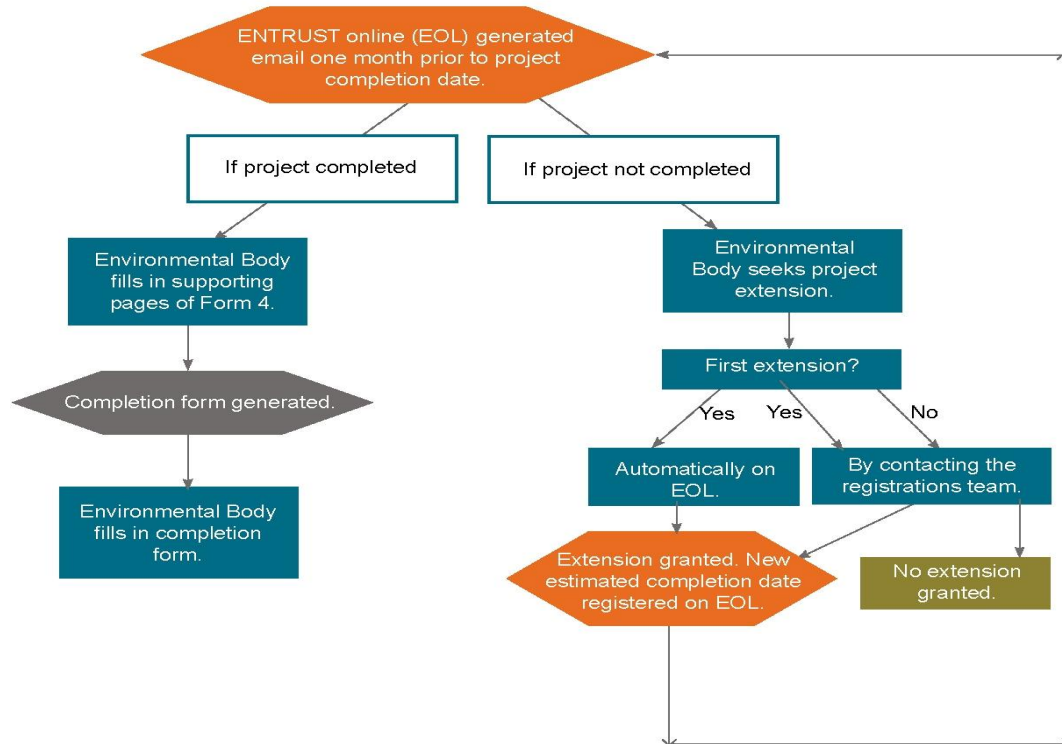 ENTRUST online (EOL) generated
email one month prior to project
completion date.
If project completed
If project not completed
Environmental Body
fills in supporting
pages of Form 4.
Environmental
Body seeks project
extension.
First extension?
Completion form generated.
Yes
Yes
No
Automatically on
EOL.
By contacting the
registrations team.
Environmental Body
fills in completion
form.
Extension granted. New
estimated completion date
registered on EOL.
No extension
granted.